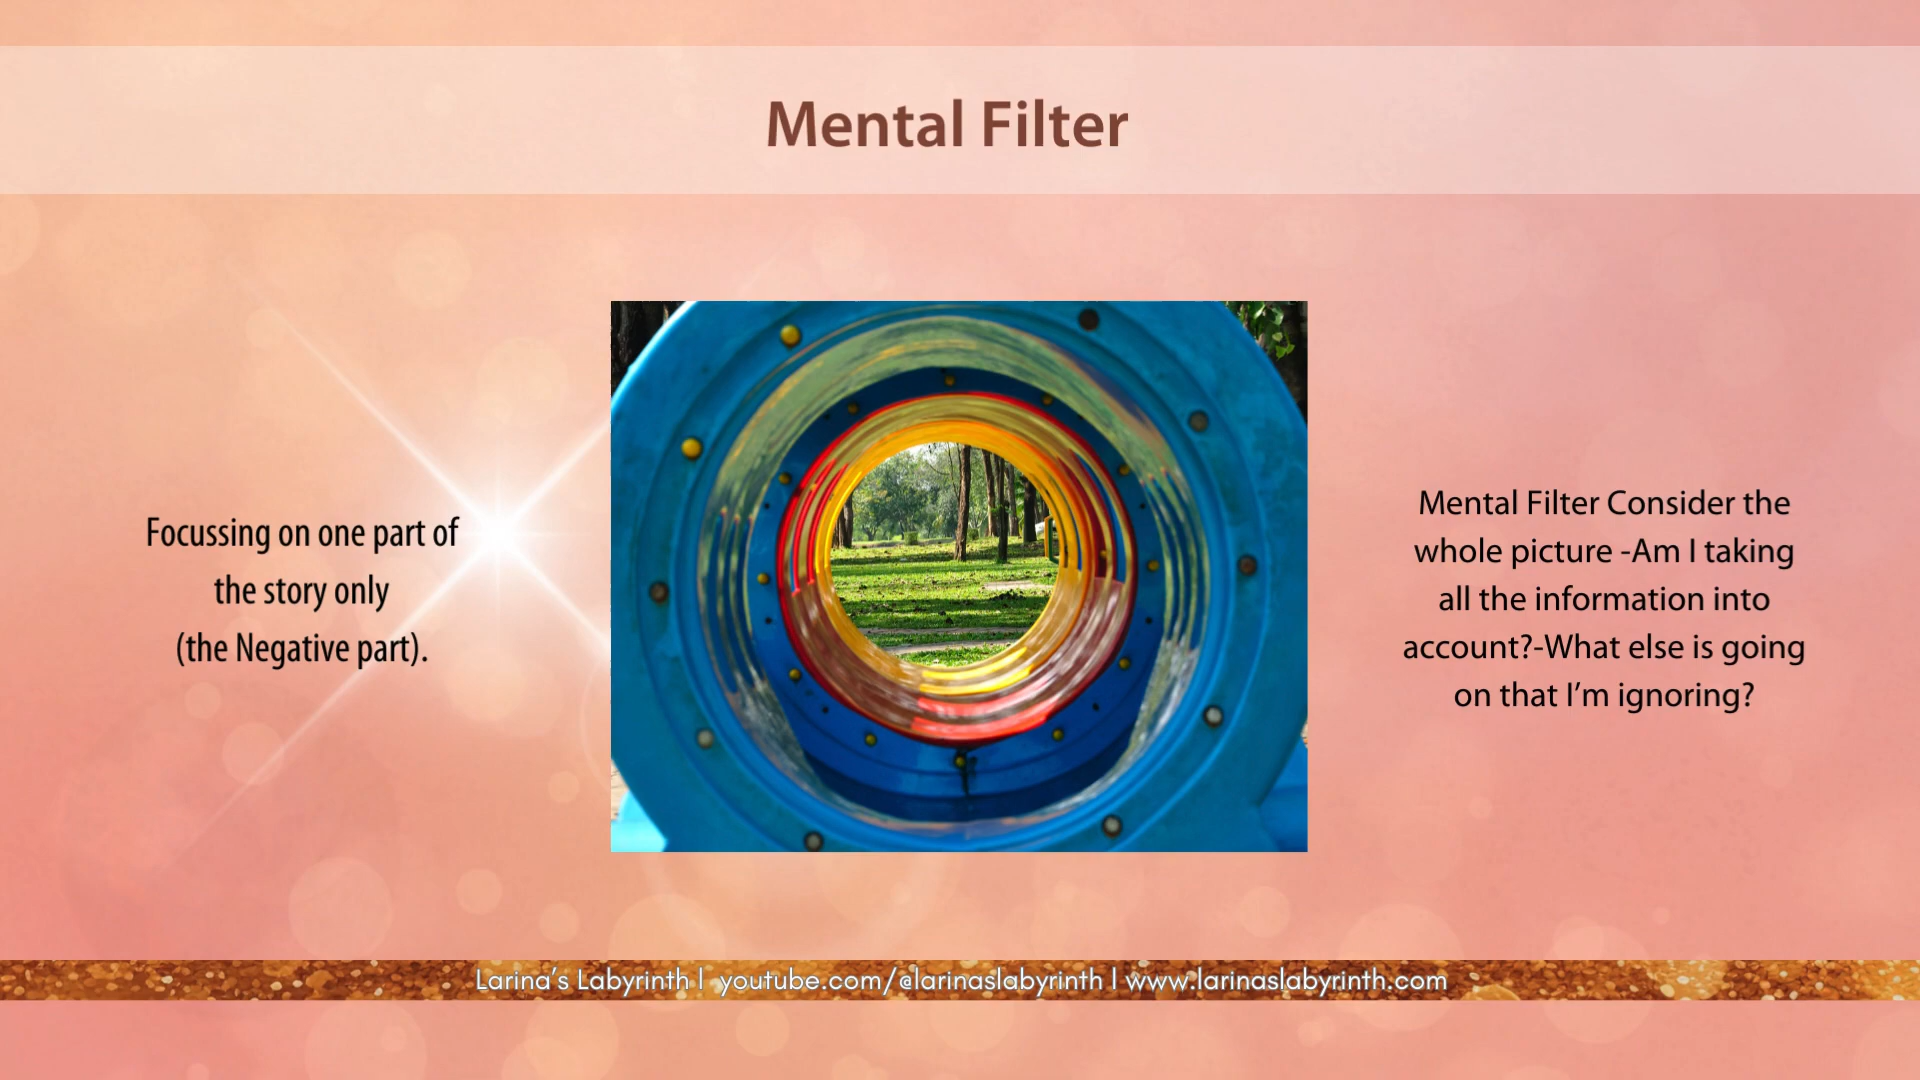 Mental Filter
Focussing on one part of
the story only
(the Negative part).
Mental Filter Consider the
whole picture -Am I taking
all the information into
account?-What else is going
on that I’m ignoring?
Larina’s Labyrinth | youtube.com/@larinaslabyrinth | www.larinaslabyrinth.com